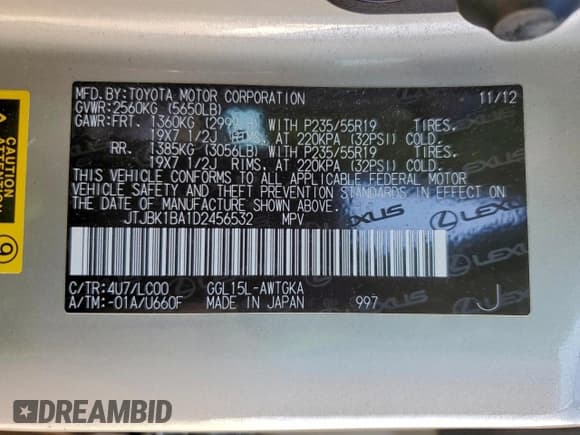 MFD.BY:TOYOTA MOTOR CORPORATION 11/12
GVWR:2560KG (5650LB)
GAWR:FRT. 1360KG WITH P235/55R19 TIRES.
19X7 1/2J RIMS. AT 220KPA (32PSI) COLD.
RR. 1385KG (3056LB) WITH P235/55R19 TIRES.
19X7 1/2J RIMS. AT 220KPA (32PSI) COLD.
THIS VEHICLE CONFORMS TO ALL APPLICABLE FEDERAL MOTOR
VEHICLE SAFETY AND THEFT PREVENTION STANDARDS IN EFFECT ON
THE DATE OF MANUFACTURE SHOWN ABOVE.
JTJBK1BA1D2456532 MPV
C/TR:4U7/LC00 GGL15L-AWTGKA
A/TM:-01A/U660F MADE IN JAPAN 997 J
LEXUS
LEXUS
CAUTION
9
DREAMBID